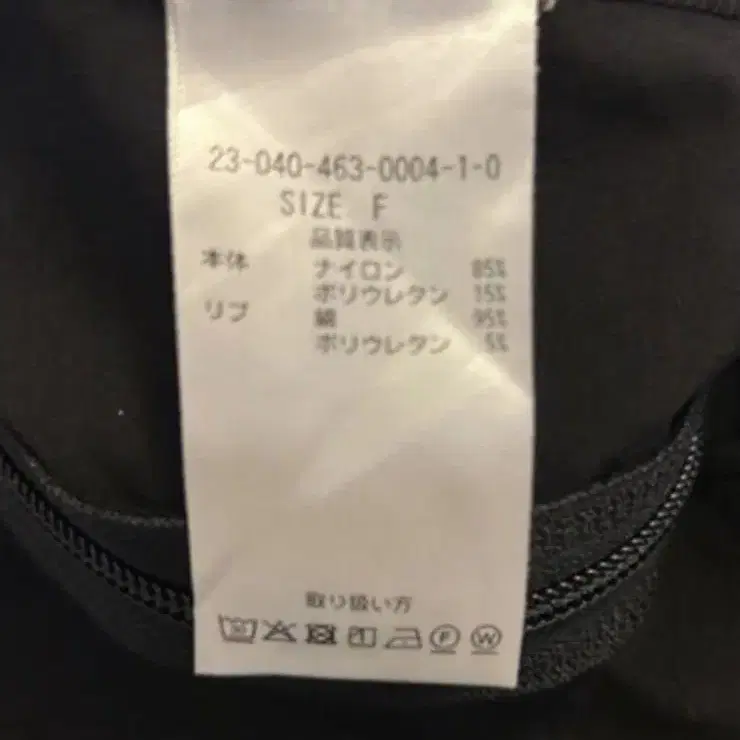 23-040-463-0004-1-0
SIZE F
品質表示
本体 ナイロン 85%
ポリウレタン 15%
リブ 綿 95%
ポリウレタン 5%
取り扱い方
F W